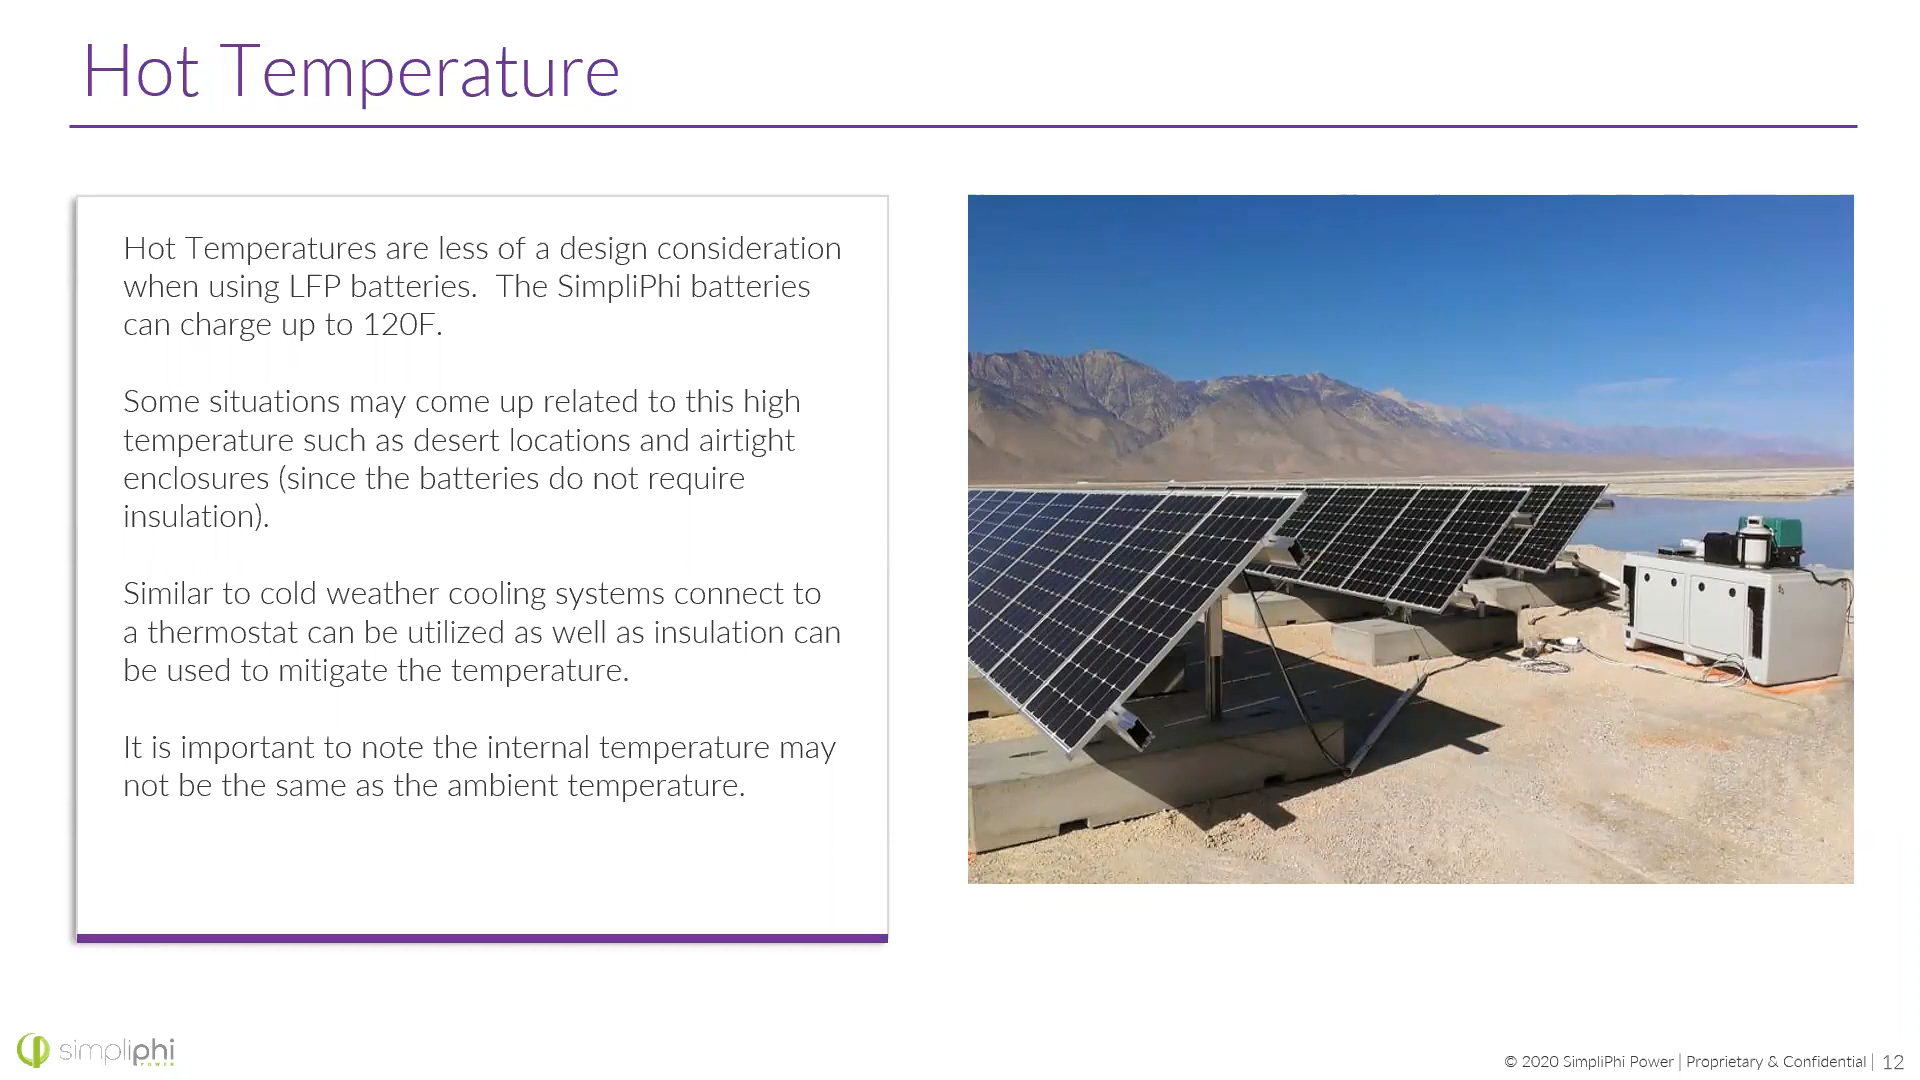 Hot Temperature
Hot Temperatures are less of a design consideration
when using LFP batteries.  The SimpliPhi batteries
can charge up to 120F.
Some situations may come up related to this high
temperature such as desert locations and airtight
enclosures (since the batteries do not require
insulation).
Similar to cold weather cooling systems connect to
a thermostat can be utilized as well as insulation can
be used to mitigate the temperature.
It is important to note the internal temperature may
not be the same as the ambient temperature.
simpliphi
POWER
© 2020 SimpliPhi Power | Proprietary & Confidential | 12